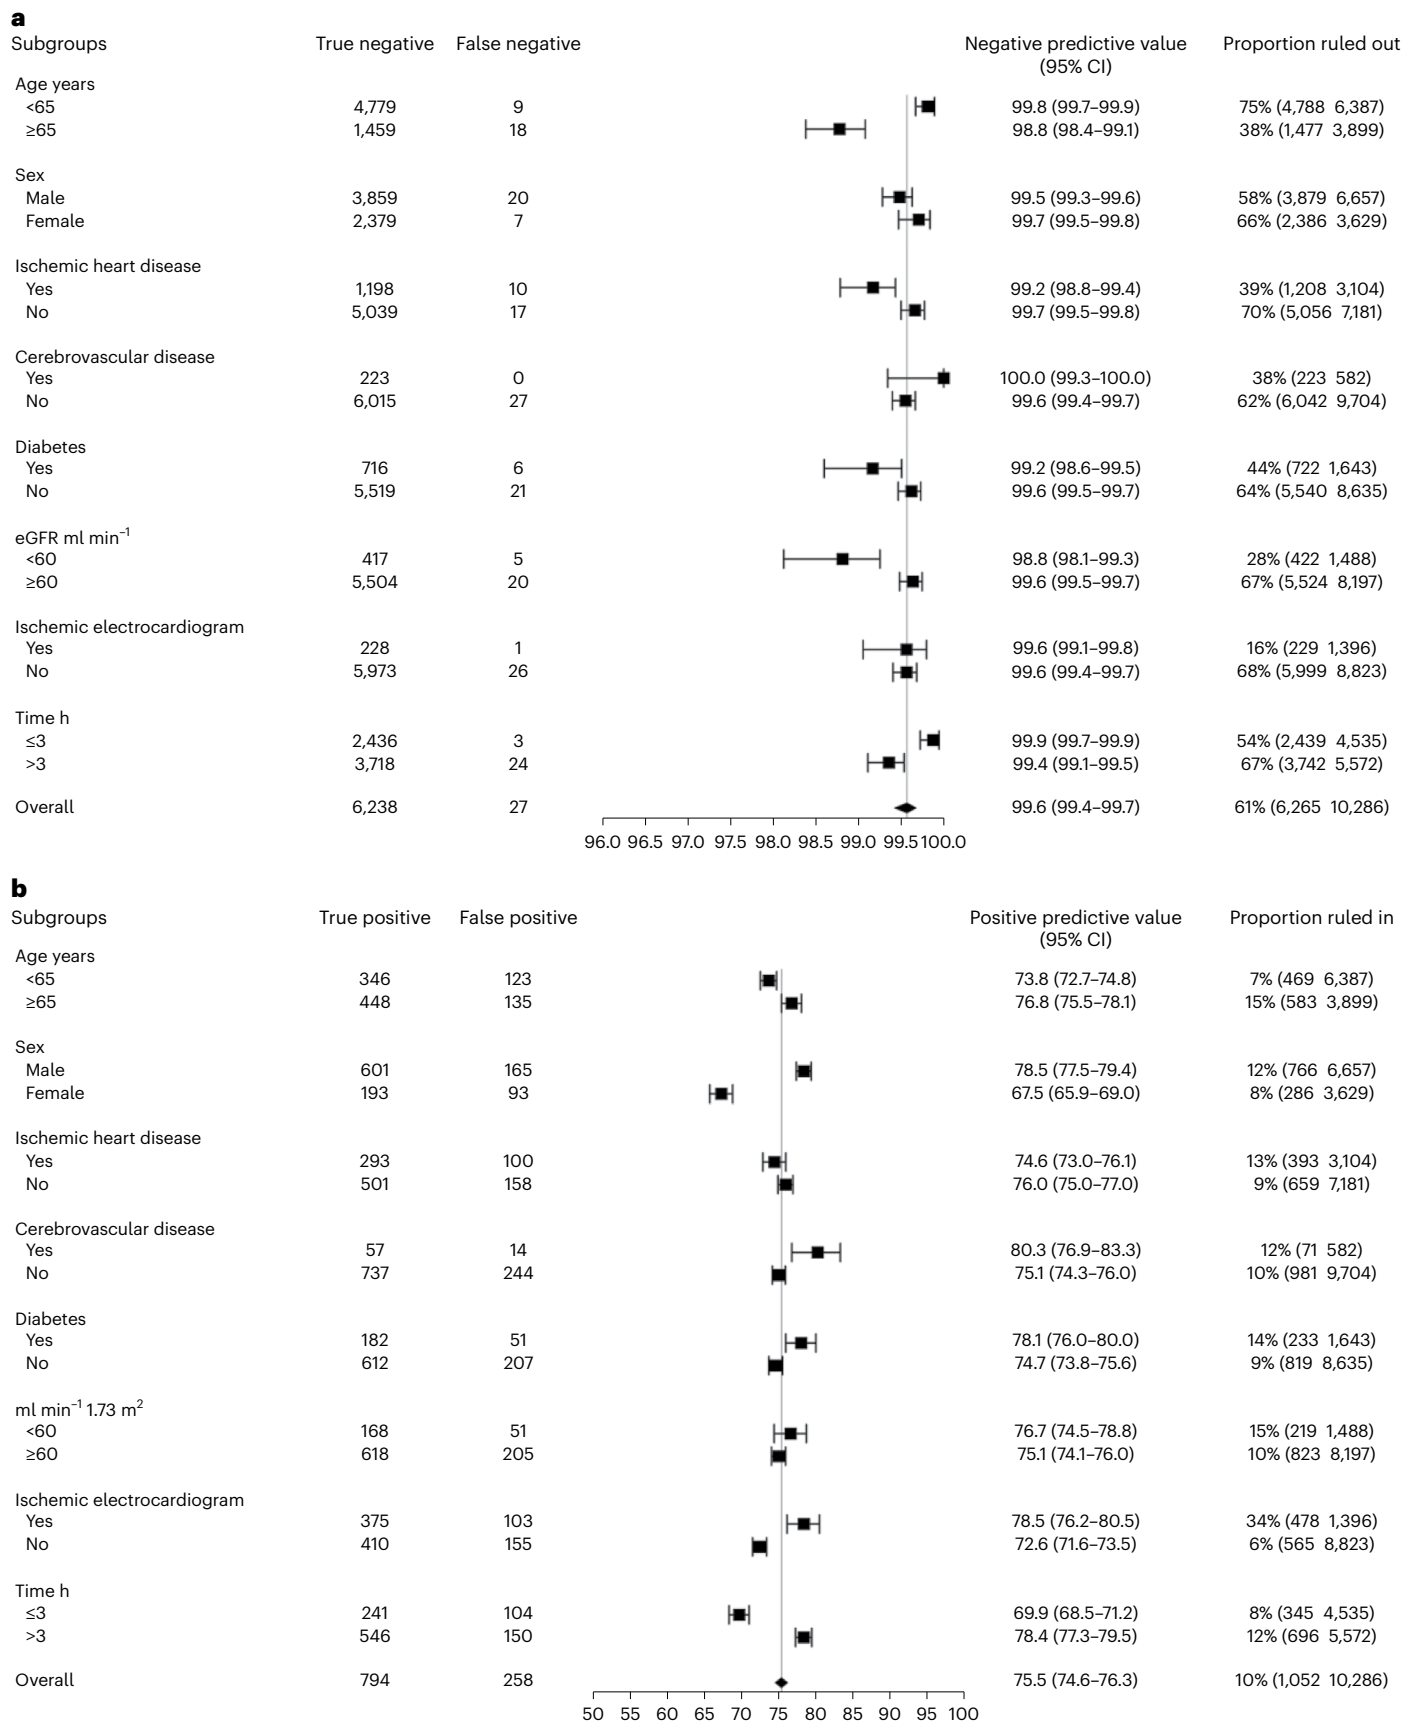 a
Subgroups True negative False negative Negative predictive value Proportion ruled out
(95% CI)
Age years
<65 4,779 9 99.8 (99.7–99.9) 75% (4,788 6,387)
≥65 1,459 18 98.8 (98.4–99.1) 38% (1,477 3,899)
Sex
Male 3,859 20 99.5 (99.3–99.6) 58% (3,879 6,657)
Female 2,379 7 99.7 (99.5–99.8) 66% (2,386 3,629)
Ischemic heart disease
Yes 1,198 10 99.2 (98.8–99.4) 39% (1,208 3,104)
No 5,039 17 99.7 (99.5–99.8) 70% (5,056 7,181)
Cerebrovascular disease
Yes 223 0 100.0 (99.3–100.0) 38% (223 582)
No 6,015 27 99.6 (99.4–99.7) 62% (6,042 9,704)
Diabetes
Yes 716 6 99.2 (98.6–99.5) 44% (722 1,643)
No 5,519 21 99.6 (99.5–99.7) 64% (5,540 8,635)
eGFR ml min⁻¹
<60 417 5 98.8 (98.1–99.3) 28% (422 1,488)
≥60 5,504 20 99.6 (99.5–99.7) 67% (5,524 8,197)
Ischemic electrocardiogram
Yes 228 1 99.6 (99.1–99.8) 16% (229 1,396)
No 5,973 26 99.6 (99.4–99.7) 68% (5,999 8,823)
Time h
≤3 2,436 3 99.9 (99.7–99.9) 54% (2,439 4,535)
>3 3,718 24 99.4 (99.1–99.5) 67% (3,742 5,572)
Overall 6,238 27 99.6 (99.4–99.7) 61% (6,265 10,286)
96.0 96.5 97.0 97.5 98.0 98.5 99.0 99.5 100.0
b
Subgroups True positive False positive Positive predictive value Proportion ruled in
(95% CI)
Age years
<65 346 123 73.8 (72.7–74.8) 7% (469 6,387)
≥65 448 135 76.8 (75.5–78.1) 15% (583 3,899)
Sex
Male 601 165 78.5 (77.5–79.4) 12% (766 6,657)
Female 193 93 67.5 (65.9–69.0) 8% (286 3,629)
Ischemic heart disease
Yes 293 100 74.6 (73.0–76.1) 13% (393 3,104)
No 501 158 76.0 (75.0–77.0) 9% (659 7,181)
Cerebrovascular disease
Yes 57 14 80.3 (76.9–83.3) 12% (71 582)
No 737 244 75.1 (74.3–76.0) 10% (981 9,704)
Diabetes
Yes 182 51 78.1 (76.0–80.0) 14% (233 1,643)
No 612 207 74.7 (73.8–75.6) 9% (819 8,635)
ml min⁻¹ 1.73 m²
<60 168 51 76.7 (74.5–78.8) 15% (219 1,488)
≥60 618 205 75.1 (74.1–76.0) 10% (823 8,197)
Ischemic electrocardiogram
Yes 375 103 78.5 (76.2–80.5) 34% (478 1,396)
No 410 155 72.6 (71.6–73.5) 6% (565 8,823)
Time h
≤3 241 104 69.9 (68.5–71.2) 8% (345 4,535)
>3 546 150 78.4 (77.3–79.5) 12% (696 5,572)
Overall 794 258 75.5 (74.6–76.3) 10% (1,052 10,286)
50 55 60 65 70 75 80 85 90 95 100